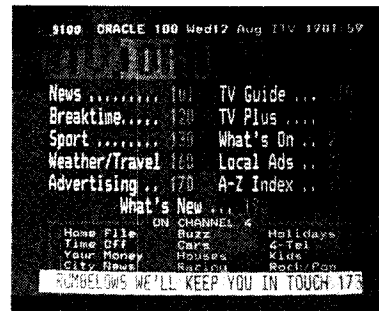 9100 ORACLE 100 Wed12 Aug ITV 1901:59
News ......... 101 TV Guide ...
Breaktime..... 120 TV Plus ....
Sport ........ 130 What's On ..
Weather/Travel 160 Local Ads ..
Advertising .. 170 A-Z Index ..
What's New ...
ON CHANNEL 4
Home File Buzz Holidays
Time Off Cars 4-Tel
Your Money Houses Kids
City News Racing Rock/Pop
RUMBELOWS WE'LL KEEP YOU IN TOUCH 173